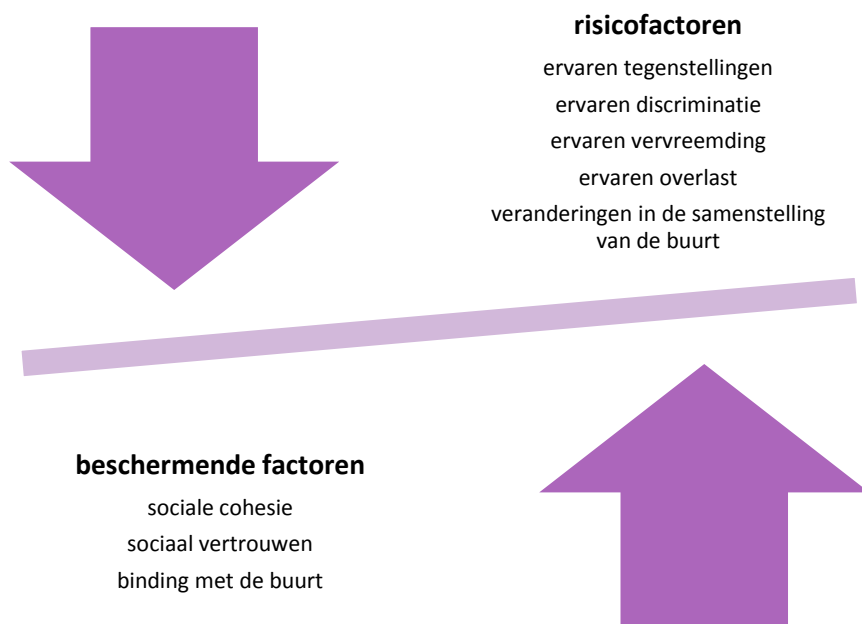 risicofactoren
ervaren tegenstellingen
ervaren discriminatie
ervaren vervreemding
ervaren overlast
veranderingen in de samenstelling
van de buurt
beschermende factoren
sociale cohesie
sociaal vertrouwen
binding met de buurt